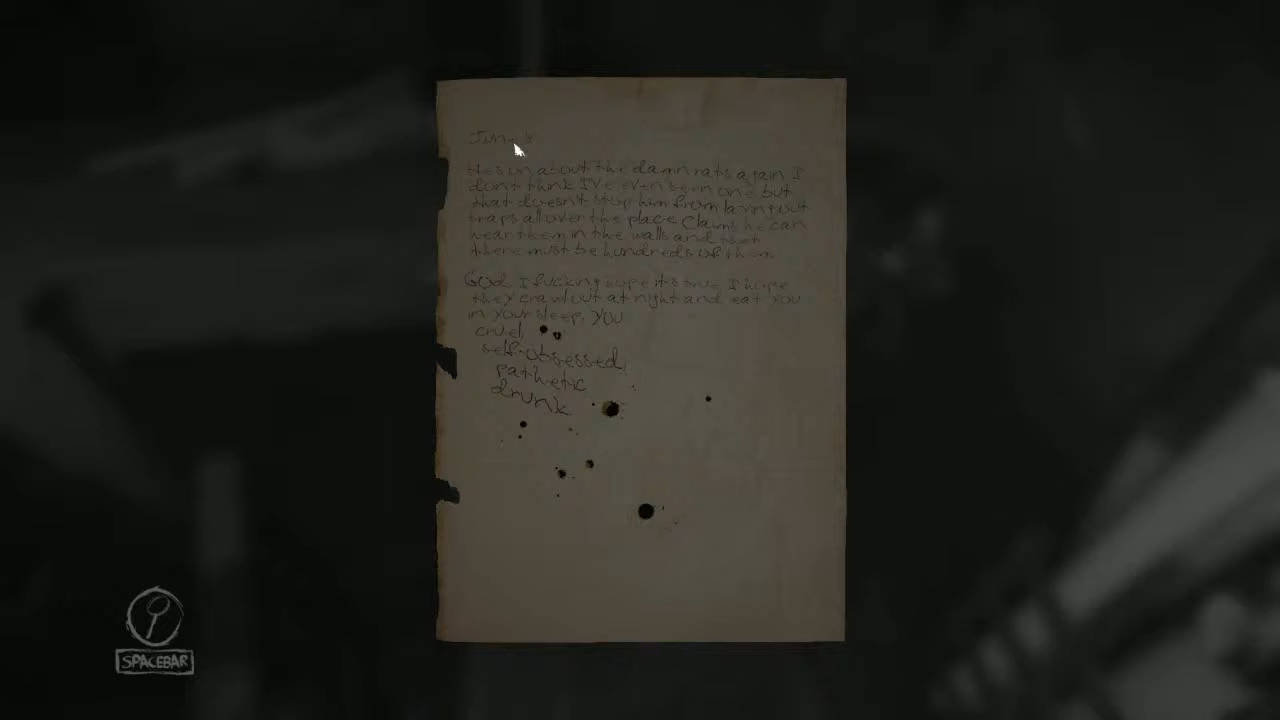 He's on about the damn rats again I
don't think I've even seen one but
that doesn't stop him from laying out
traps all over the place. Claims he can
hear them in the walls and that
there must be hundreds of them.
God I fucking hope it's true I hope
they crawl out at night and eat you
in your sleep, you
cruel,
self-obsessed,
pathetic
drunk.
SPACEBAR